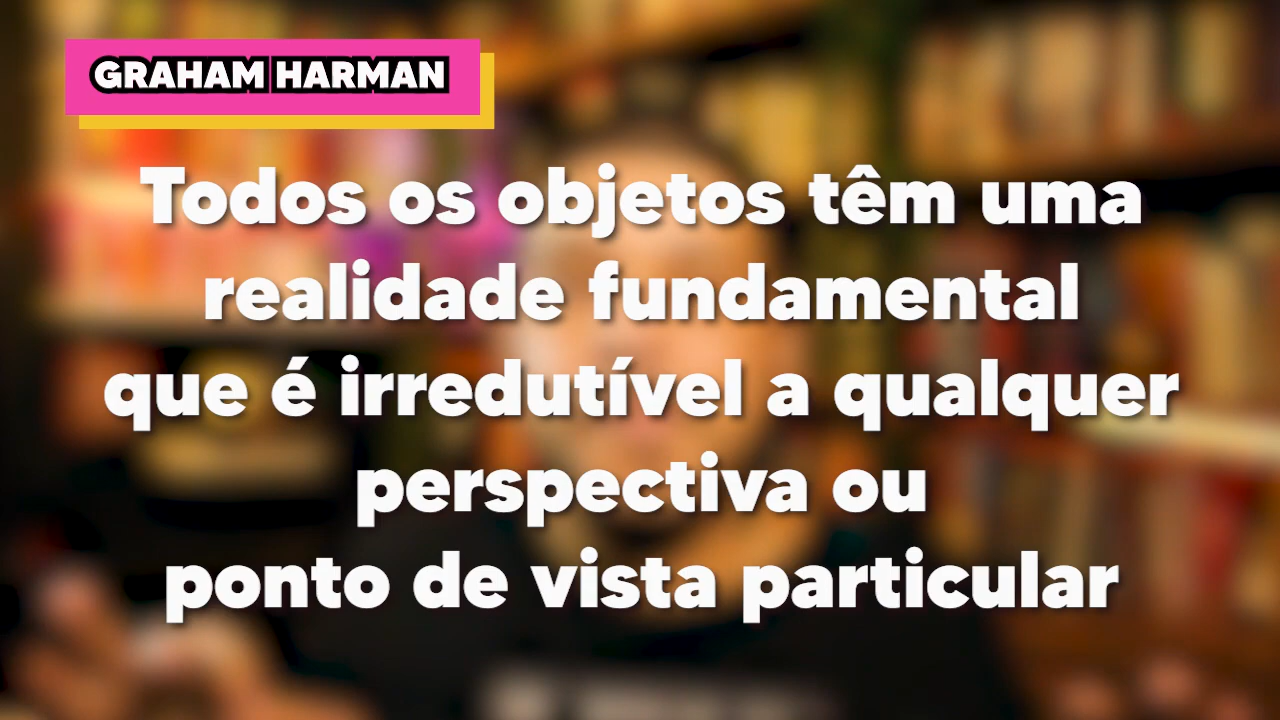 GRAHAM HARMAN
Todos os objetos têm uma
realidade fundamental
que é irredutível a qualquer
perspectiva ou
ponto de vista particular